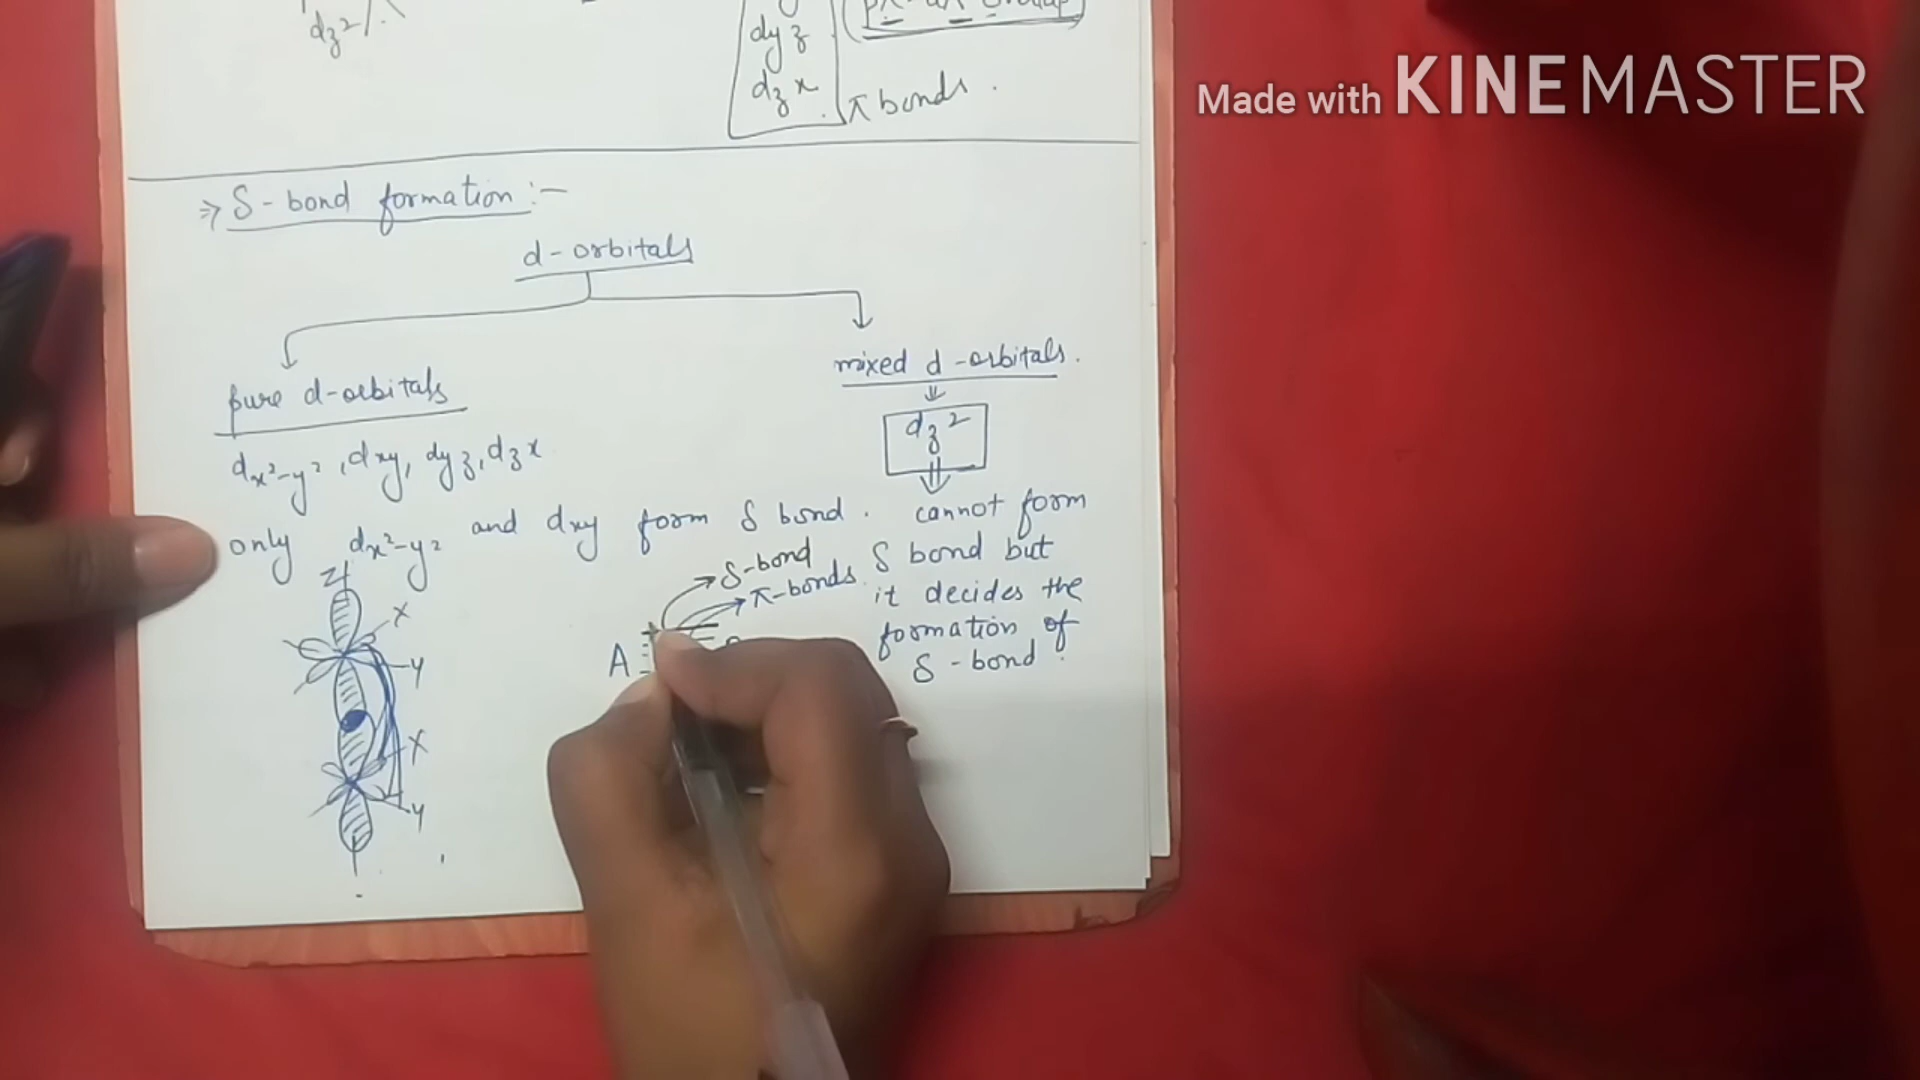 dz²
dyz
dzx
π bonds.
Made with KINEMASTER
⇒ δ-bond formation :-
d-orbitals
pure d-orbitals
mixed d-orbitals.
dx²-y², dxy, dyz, dzx
dz²
only dx²-y² and dxy form δ bond.
cannot form
δ bond but
it decides the
formation of
δ-bond.
δ-bond
π-bonds.
Z
X
Y
A
X
Y